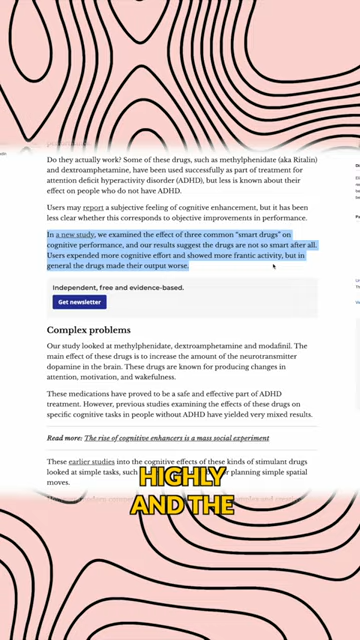 Do they actually work? Some of these drugs, such as methylphenidate (aka Ritalin)
and dextroamphetamine, have been used successfully as part of treatment for
attention deficit hyperactivity disorder (ADHD), but less is known about their
effect on people who do not have ADHD.
Users may report a subjective feeling of cognitive enhancement, but it has been
less clear whether this corresponds to objective improvements in performance.
In a new study, we examined the effect of three common “smart drugs” on
cognitive performance, and our results suggest the drugs are not so smart after all.
Users expended more cognitive effort and showed more frantic activity, but in
general the drugs made their output worse.
Independent, free and evidence-based.
Get newsletter
Complex problems
Our study looked at methylphenidate, dextroamphetamine and modafinil. The
main effect of these drugs is to increase the amount of the neurotransmitter
dopamine in the brain. These drugs are known for producing changes in
attention, motivation, and wakefulness.
These medications have proved to be a safe and effective part of ADHD
treatment. However, previous studies examining the effects of these drugs on
specific cognitive tasks in people without ADHD have yielded very mixed results.
Read more: The rise of cognitive enhancers is a mass social experiment
These earlier studies into the cognitive effects of these kinds of stimulant drugs
looked at simple tasks, such for planning simple spatial
moves.
HIGHLY
AND THE